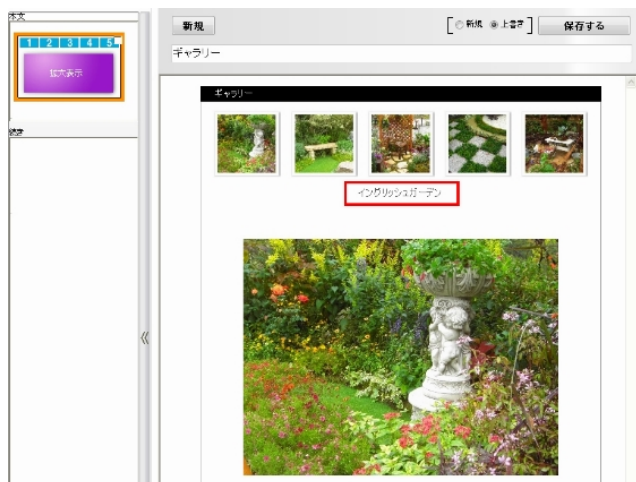 本文
1 2 3 4 5
拡大表示
続き
新規
新規 上書き
保存する
ギャラリー
ギャラリー
イングリッシュガーデン
《